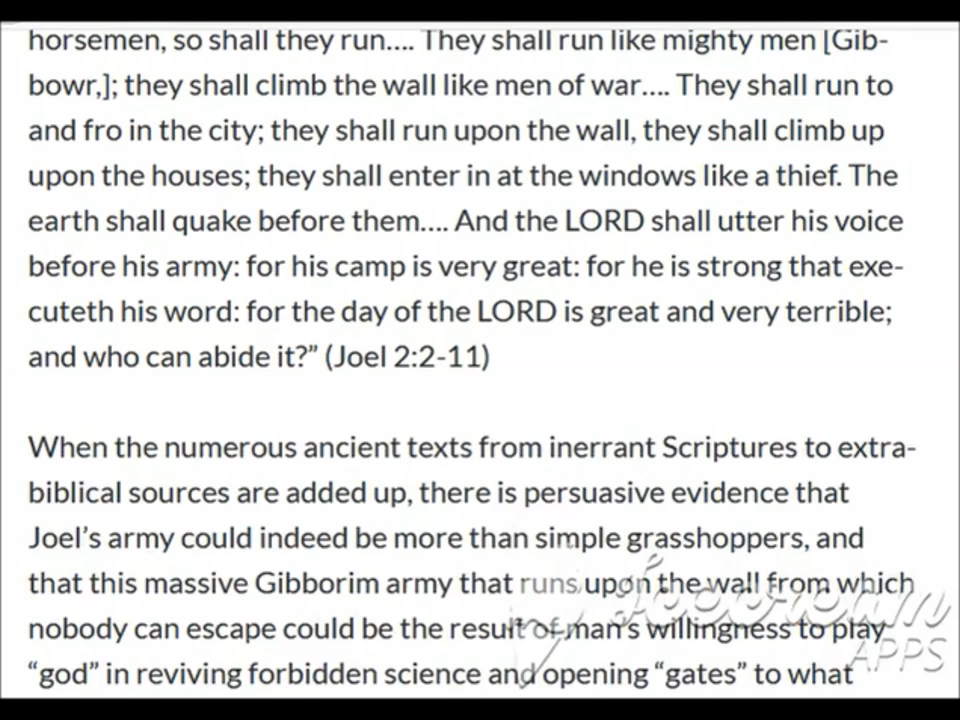 horsemen, so shall they run.... They shall run like mighty men [Gib-
bowr,]; they shall climb the wall like men of war.... They shall run to
and fro in the city; they shall run upon the wall, they shall climb up
upon the houses; they shall enter in at the windows like a thief. The
earth shall quake before them.... And the LORD shall utter his voice
before his army: for his camp is very great: for he is strong that exe-
cuteth his word: for the day of the LORD is great and very terrible;
and who can abide it?” (Joel 2:2-11)
When the numerous ancient texts from inerrant Scriptures to extra-
biblical sources are added up, there is persuasive evidence that
Joel’s army could indeed be more than simple grasshoppers, and
that this massive Gibborim army that runs upon the wall from which
nobody can escape could be the result of man’s willingness to play
“god” in reviving forbidden science and opening “gates” to what
Icecream
APPS